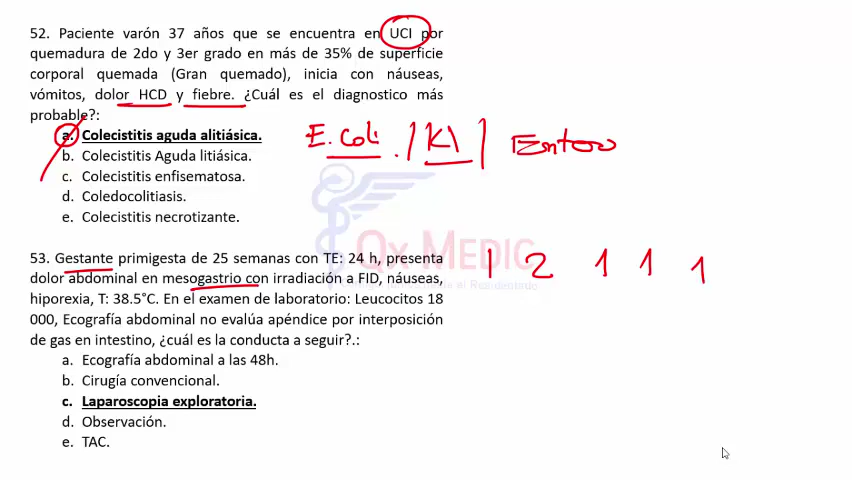 52. Paciente varón 37 años que se encuentra en UCI por
quemadura de 2do y 3er grado en más de 35% de superficie
corporal quemada (Gran quemado), inicia con náuseas,
vómitos, dolor HCD y fiebre. ¿Cuál es el diagnostico más
probable?:
a. Colecistitis aguda alitiásica.
b. Colecistitis Aguda litiásica.
c. Colecistitis enfisematosa.
d. Coledocolitiasis.
e. Colecistitis necrotizante.
E. Coli. / Kl / Entero
53. Gestante primigesta de 25 semanas con TE: 24 h, presenta
dolor abdominal en mesogastrio con irradiación a FID, náuseas,
hiporexia, T: 38.5°C. En el examen de laboratorio: Leucocitos 18
000, Ecografía abdominal no evalúa apéndice por interposición
de gas en intestino, ¿cuál es la conducta a seguir?.:
a. Ecografía abdominal a las 48h.
b. Cirugía convencional.
c. Laparoscopia exploratoria.
d. Observación.
e. TAC.
1 2 1 1 1
Qx MEDIC